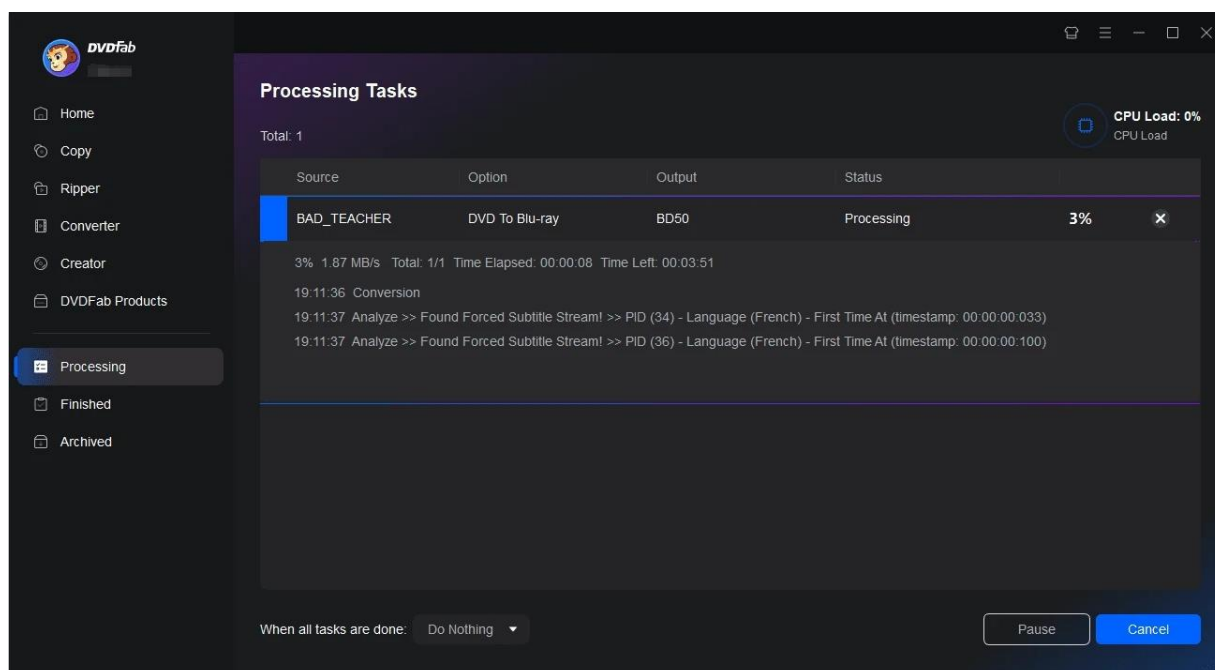 DVDFab
Home
Copy
Ripper
Converter
Creator
DVDFab Products
Processing
Finished
Archived
Processing Tasks
Total: 1
CPU Load: 0%
CPU Load
Source Option Output Status
BAD_TEACHER DVD To Blu-ray BD50 Processing 3%
3% 1.87 MB/s Total: 1/1 Time Elapsed: 00:00:08 Time Left: 00:03:51
19:11:36 Conversion
19:11:37 Analyze >> Found Forced Subtitle Stream! >> PID (34) - Language (French) - First Time At (timestamp: 00:00:00:033)
19:11:37 Analyze >> Found Forced Subtitle Stream! >> PID (36) - Language (French) - First Time At (timestamp: 00:00:00:100)
When all tasks are done: Do Nothing
Pause Cancel